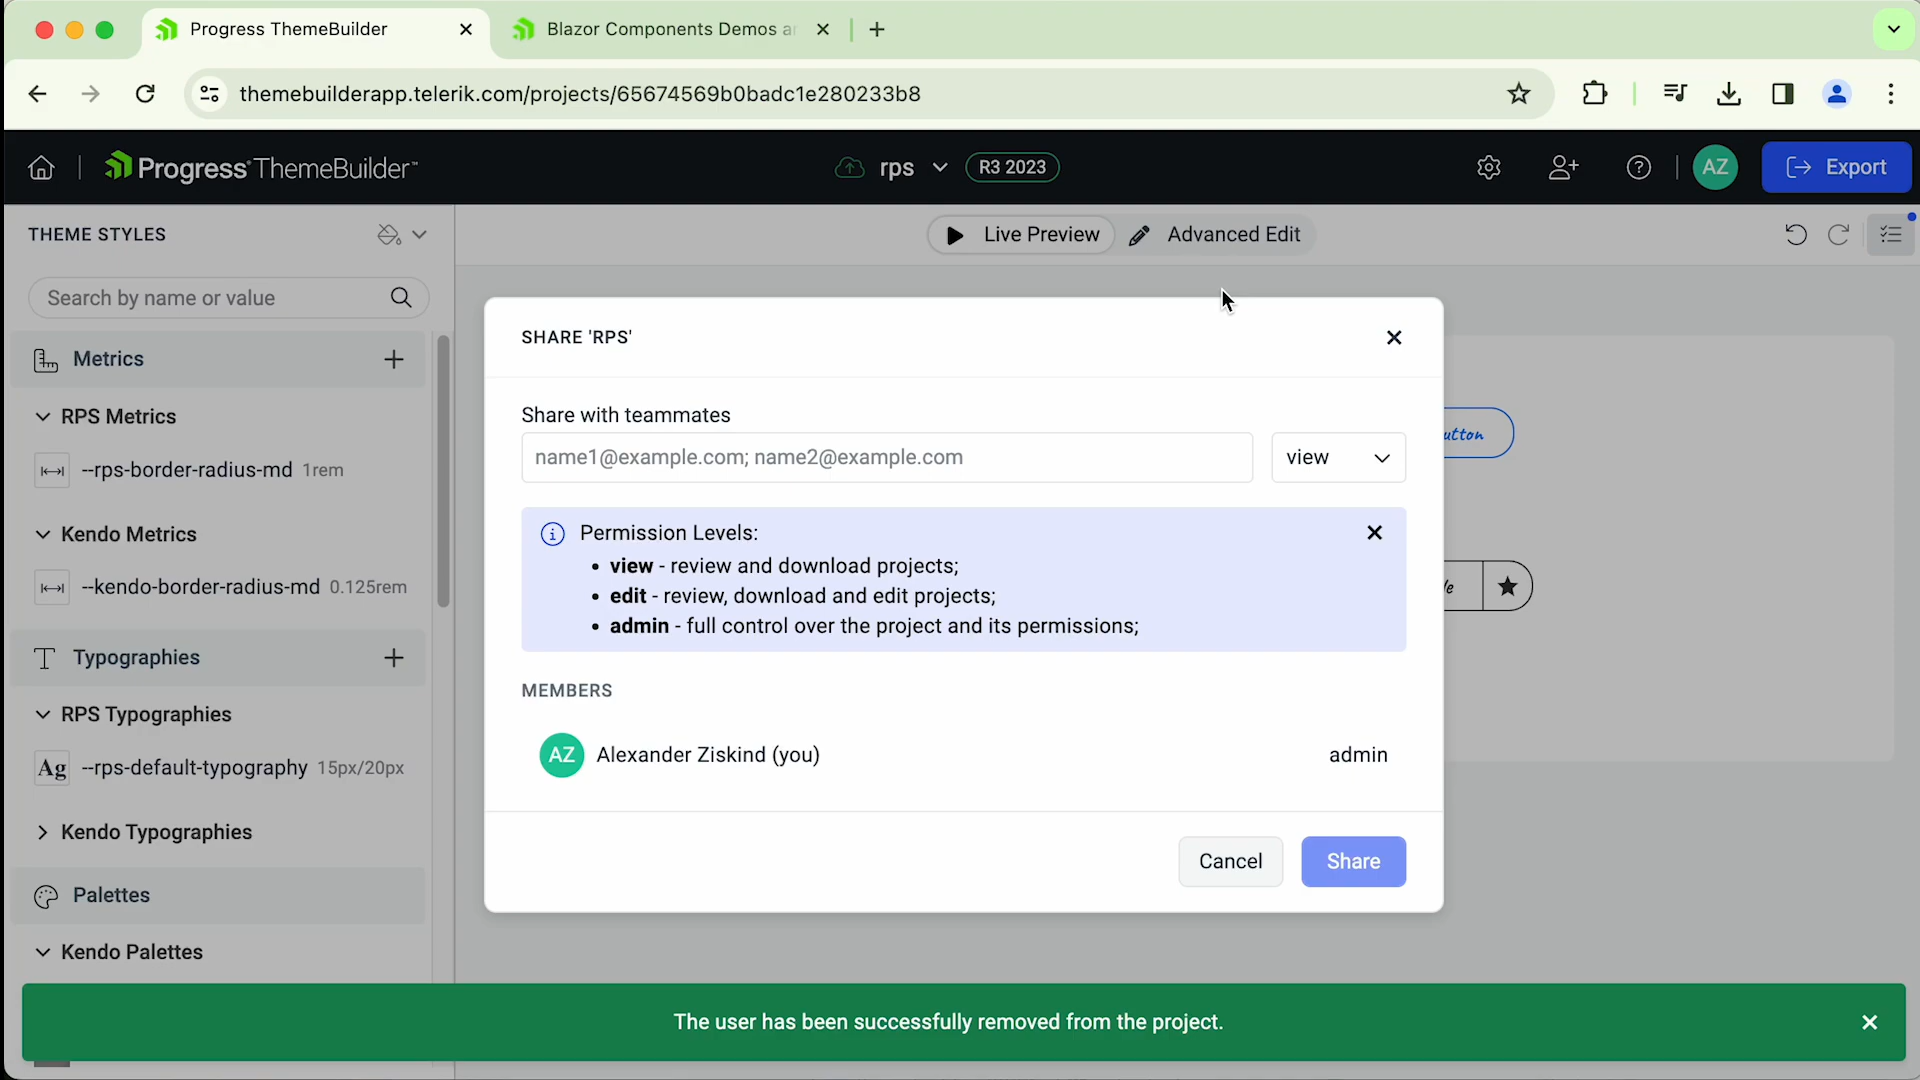 Progress ThemeBuilder
Blazor Components Demos
themebuilderapp.telerik.com/projects/65674569b0badc1e280233b8
Progress ThemeBuilder™
rps
R3 2023
AZ
Export
THEME STYLES
Live Preview
Advanced Edit
Search by name or value
Metrics
RPS Metrics
--rps-border-radius-md 1rem
Kendo Metrics
--kendo-border-radius-md 0.125rem
Typographies
RPS Typographies
Ag --rps-default-typography 15px/20px
Kendo Typographies
Palettes
Kendo Palettes
SHARE 'RPS'
Share with teammates
name1@example.com; name2@example.com
view
Permission Levels:
• view - review and download projects;
• edit - review, download and edit projects;
• admin - full control over the project and its permissions;
MEMBERS
AZ Alexander Ziskind (you)
admin
Cancel
Share
The user has been successfully removed from the project.